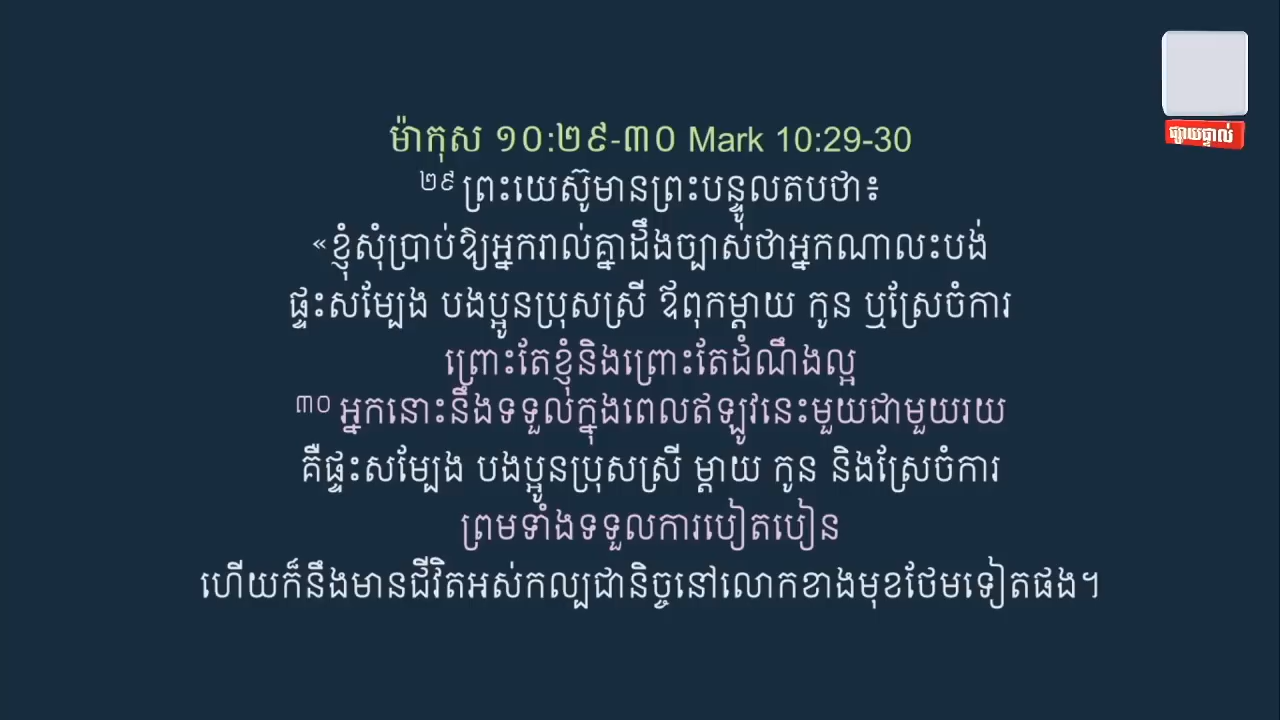 ម៉ាកុស ១០:២៩-៣០ Mark 10:29-30
២៩ ព្រះយេស៊ូមានព្រះបន្ទូលតបថា៖
«ខ្ញុំសុំប្រាប់ឱ្យអ្នករាល់គ្នាដឹងច្បាស់ថាអ្នកណាលះបង់
ផ្ទះសម្បែង បងប្អូនប្រុសស្រី ឪពុកម្ដាយ កូន ឬស្រែចំការ
ព្រោះតែខ្ញុំនិងព្រោះតែដំណឹងល្អ
៣០ អ្នកនោះនឹងទទួលក្នុងពេលឥឡូវនេះមួយជាមួយរយ
គឺផ្ទះសម្បែង បងប្អូនប្រុសស្រី ម្ដាយ កូន និងស្រែចំការ
ព្រមទាំងទទួលការបៀតបៀន
ហើយក៏នឹងមានជីវិតអស់កល្បជានិច្ចនៅលោកខាងមុខថែមទៀតផង។
ផ្សាយផ្ទាល់